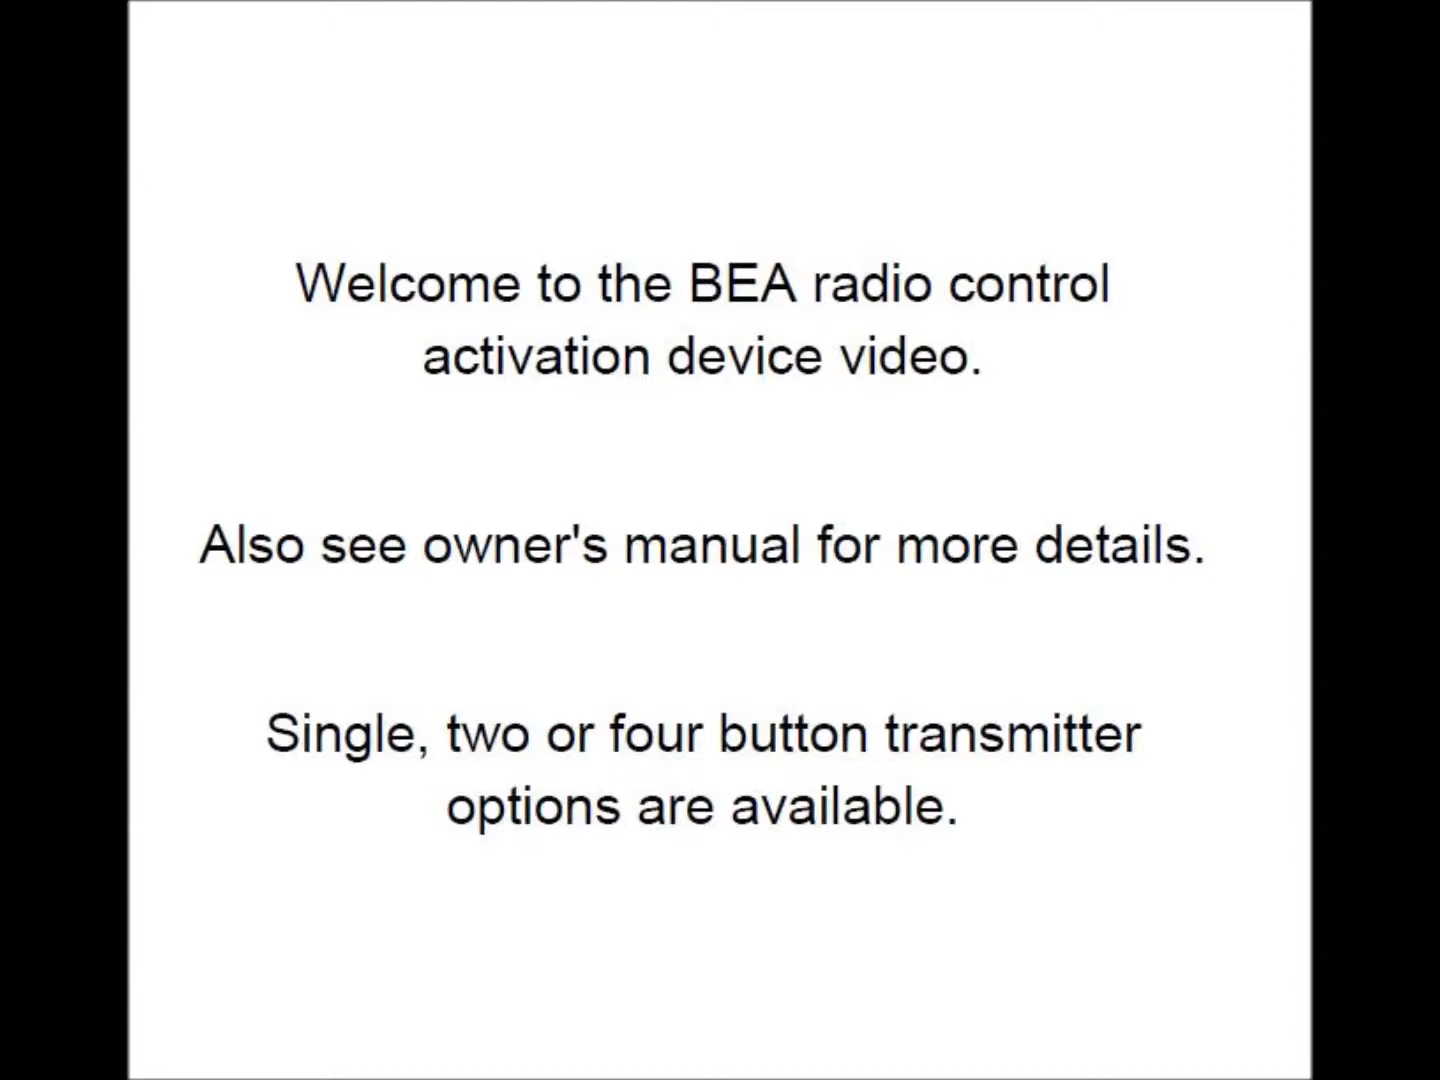 Welcome to the BEA radio control
activation device video.
Also see owner's manual for more details.
Single, two or four button transmitter
options are available.